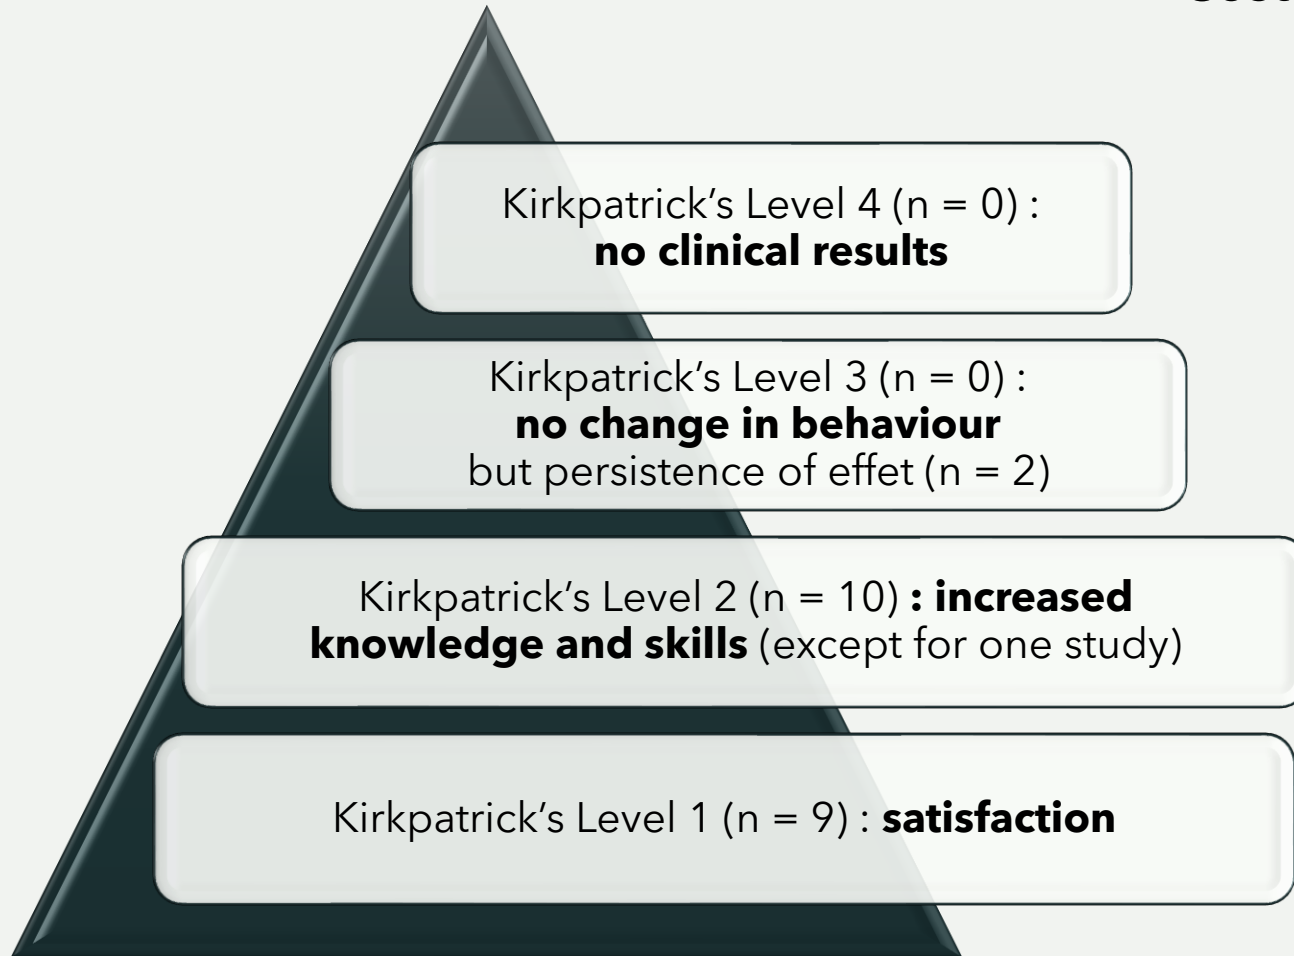 Kirkpatrick’s Level 4 (n = 0) :
no clinical results
Kirkpatrick’s Level 3 (n = 0) :
no change in behaviour
but persistence of effet (n = 2)
Kirkpatrick’s Level 2 (n = 10) : increased
knowledge and skills (except for one study)
Kirkpatrick’s Level 1 (n = 9) : satisfaction